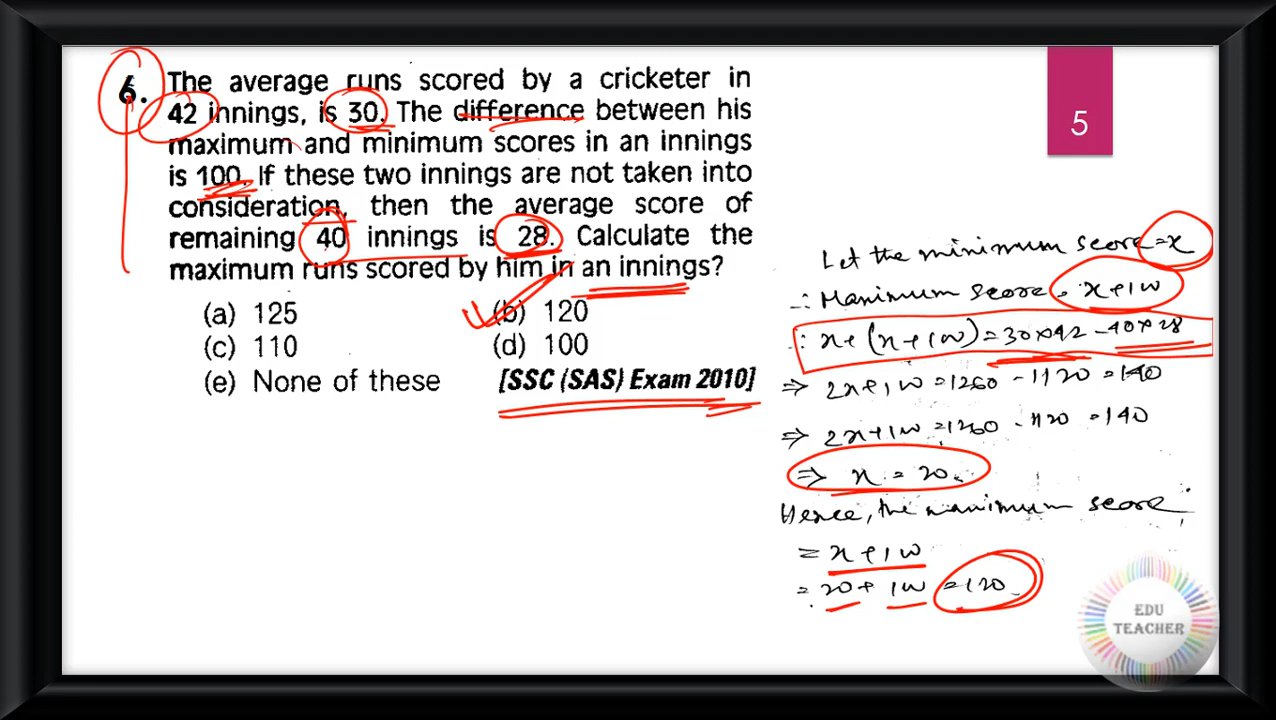 6. The average runs scored by a cricketer in
42 innings, is 30. The difference between his
maximum and minimum scores in an innings
is 100. If these two innings are not taken into
consideration, then the average score of
remaining 40 innings is 28. Calculate the
maximum runs scored by him in an innings?
(a) 125 (b) 120
(c) 110 (d) 100
(e) None of these [SSC (SAS) Exam 2010]
5
Let the minimum score = x
∴ Maximum score = x+100
∴ x+(x+100)=30×42-40×28
⇒ 2x+100=1260-1120=140
⇒ 2x+100=1260-1120=140
⇒ x = 20.
Hence, the maximum score
= x+100
= 20+100=120.
EDU
TEACHER